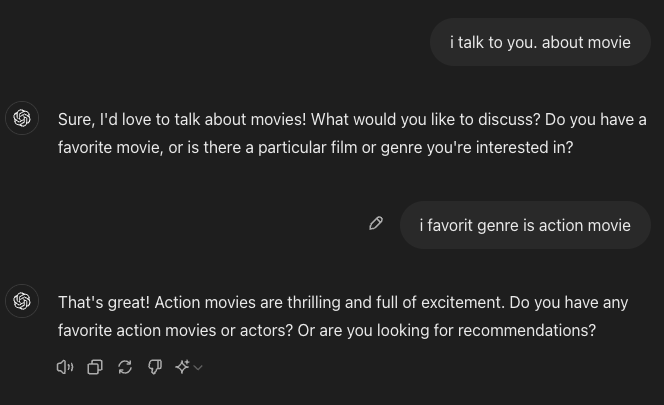 i talk to you. about movie
Sure, I'd love to talk about movies! What would you like to discuss? Do you have a
favorite movie, or is there a particular film or genre you're interested in?
i favorit genre is action movie
That's great! Action movies are thrilling and full of excitement. Do you have any
favorite action movies or actors? Or are you looking for recommendations?